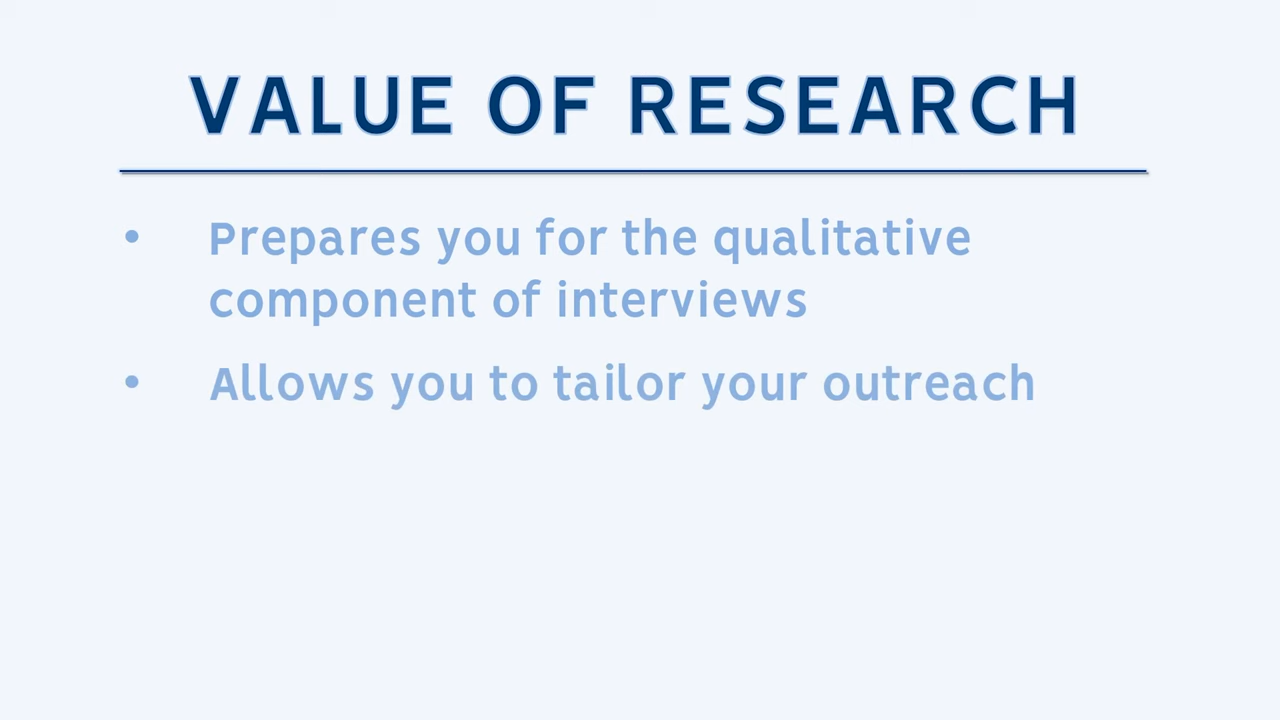 VALUE OF RESEARCH
• Prepares you for the qualitative
component of interviews
• Allows you to tailor your outreach